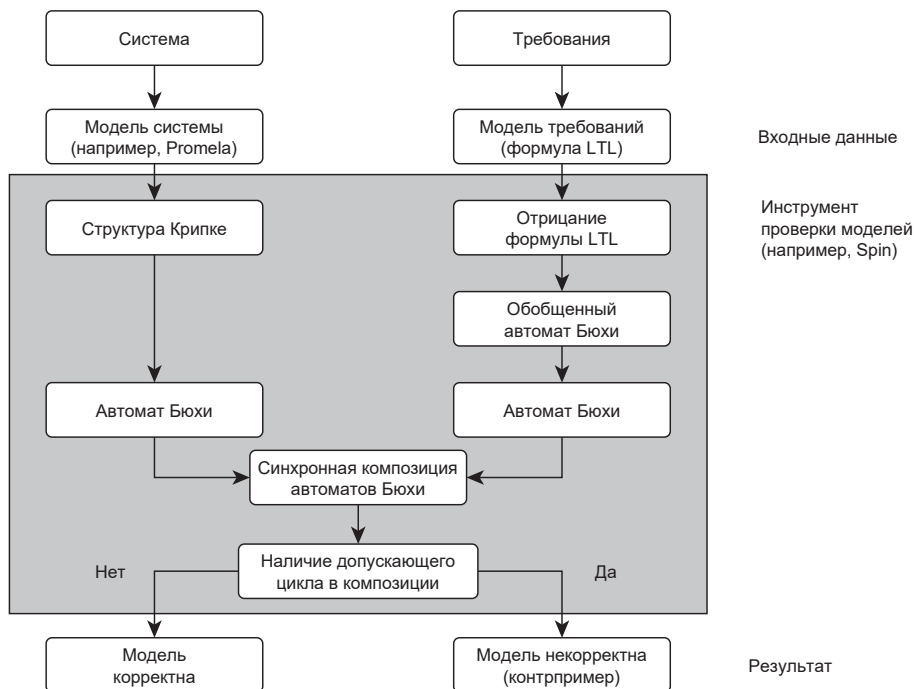 Система
Требования
Модель системы
(например, Promela)
Модель требований
(формула LTL)
Входные данные
Структура Крипке
Отрицание
формулы LTL
Инструмент
проверки моделей
(например, Spin)
Обобщенный
автомат Бюхи
Автомат Бюхи
Автомат Бюхи
Синхронная композиция
автоматов Бюхи
Нет
Наличие допускающего
цикла в композиции
Да
Модель
корректна
Модель некорректна
(контрпример)
Результат